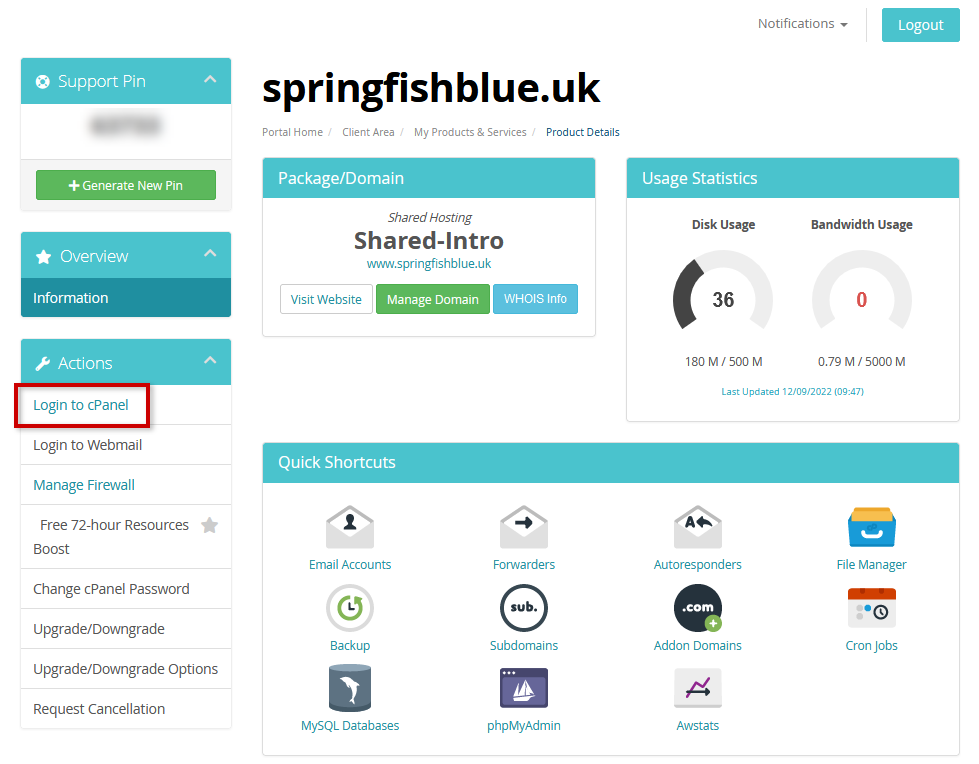 Notifications
Logout
Support Pin
Generate New Pin
Overview
Information
Actions
Login to cPanel
Login to Webmail
Manage Firewall
Free 72-hour Resources
Boost
Change cPanel Password
Upgrade/Downgrade
Upgrade/Downgrade Options
Request Cancellation
springfishblue.uk
Portal Home / Client Area / My Products & Services / Product Details
Package/Domain
Shared Hosting
Shared-Intro
www.springfishblue.uk
Visit Website Manage Domain WHOIS Info
Usage Statistics
Disk Usage Bandwidth Usage
36 0
180 M / 500 M 0.79 M / 5000 M
Last Updated 12/09/2022 (09:47)
Quick Shortcuts
A
cP
Email Accounts Forwarders Autoresponders File Manager
sub. .com
Backup Subdomains Addon Domains Cron Jobs
MySQL Databases phpMyAdmin Awstats